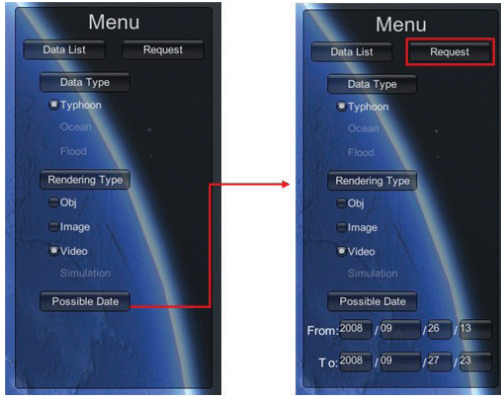 Menu
Data List Request
Data Type
Typhoon
Ocean
Flood
Rendering Type
Obj
Image
Video
Simulation
Possible Date
Menu
Data List Request
Data Type
Typhoon
Ocean
Flood
Rendering Type
Obj
Image
Video
Simulation
Possible Date
From: 2008 / 09 / 26 / 13
To: 2008 / 09 / 27 / 23